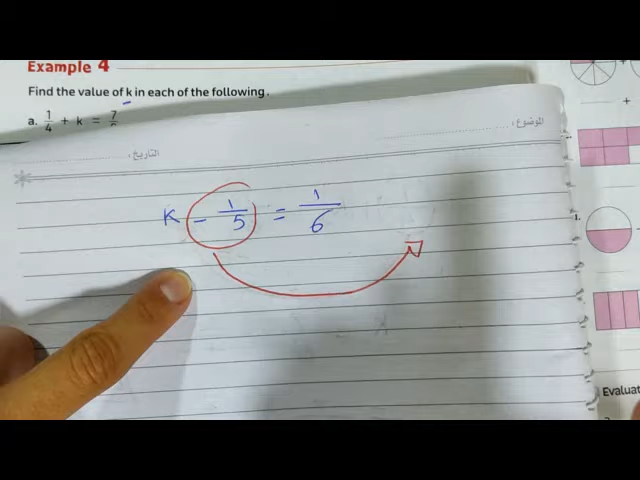 Example 4
Find the value of k in each of the following.
a. 1/4 + k = 7
الموضوع:
التاريخ:
K - 1/5 = 1/6
1.
Evaluat